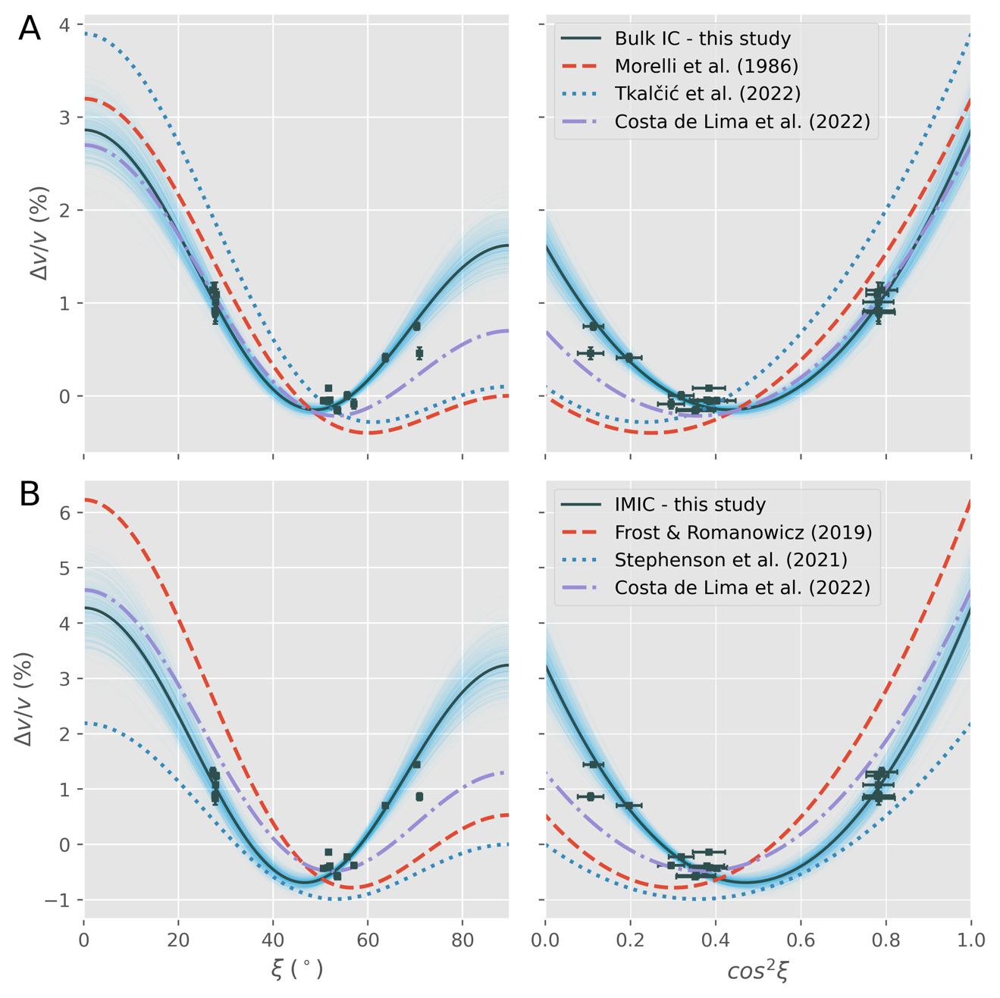 A
4
3
2
1
0
Δv/v (%)
Bulk IC - this study
Morelli et al. (1986)
Tkalčić et al. (2022)
Costa de Lima et al. (2022)
B
6
5
4
3
2
1
0
−1
Δv/v (%)
IMIC - this study
Frost & Romanowicz (2019)
Stephenson et al. (2021)
Costa de Lima et al. (2022)
0 20 40 60 80
0.0 0.2 0.4 0.6 0.8 1.0
ξ (°)
cos²ξ